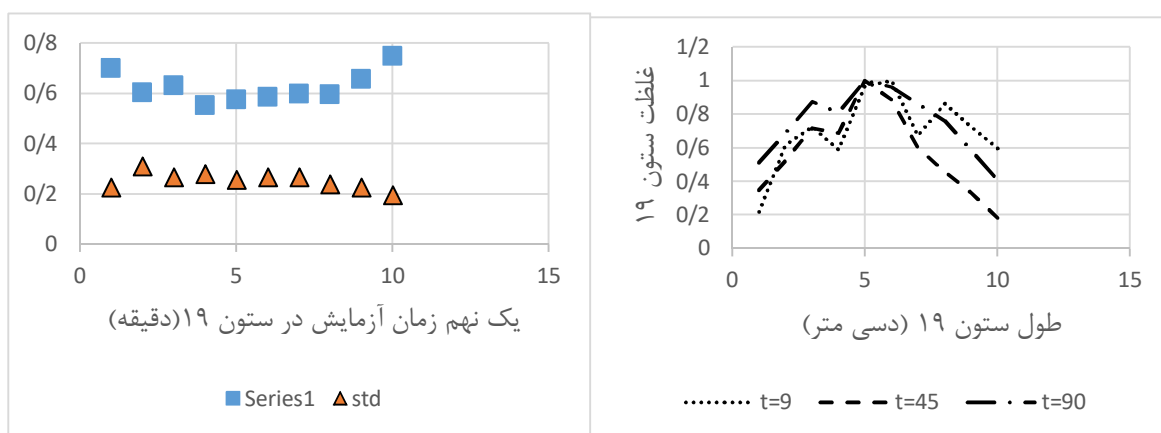 0/8
0/6
0/4
0/2
0
0 5 10 15
یک نهم زمان آزمایش در ستون ۱۹(دقیقه)
Series1 std
1/2
1
0/8
0/6
0/4
0/2
0
غلظت ستون ۱۹
0 5 10 15
طول ستون ۱۹ (دسی متر)
t=9 t=45 t=90